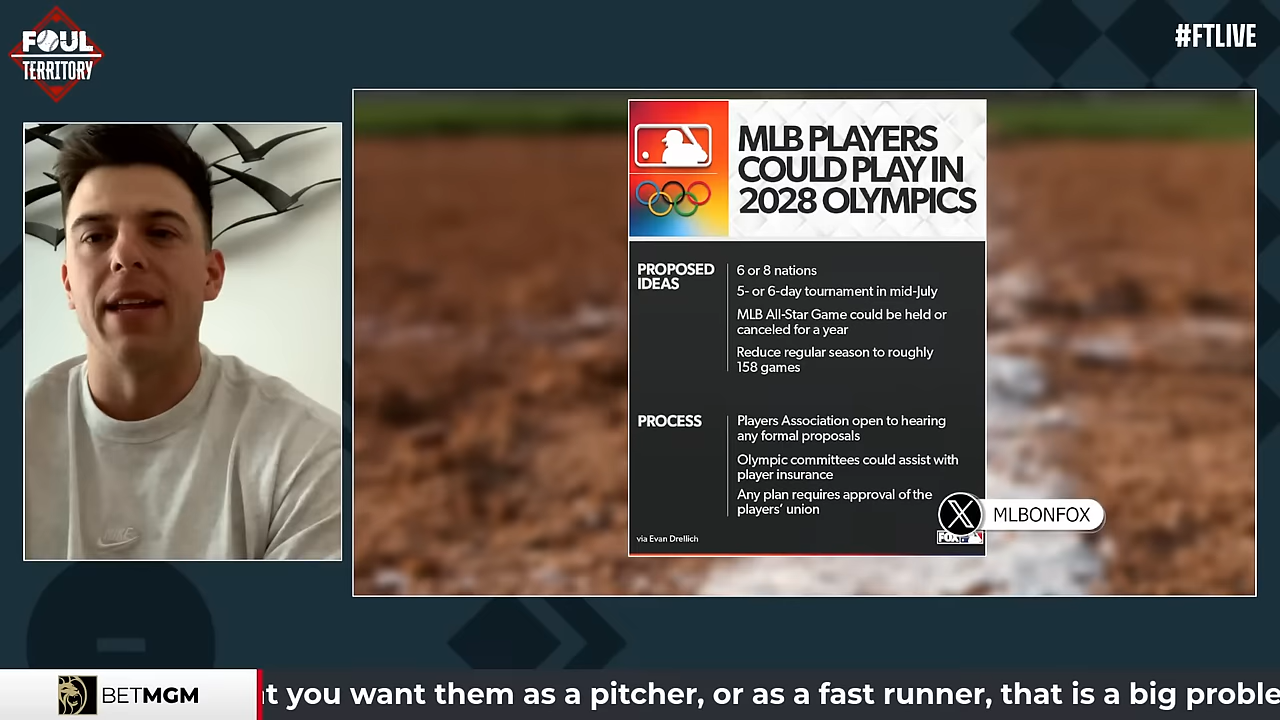 FOUL
TERRITORY
#FTLIVE
MLB PLAYERS
COULD PLAY IN
2028 OLYMPICS
PROPOSED
IDEAS
6 or 8 nations
5- or 6-day tournament in mid-July
MLB All-Star Game could be held or
canceled for a year
Reduce regular season to roughly
158 games
PROCESS
Players Association open to hearing
any formal proposals
Olympic committees could assist with
player insurance
Any plan requires approval of the
players' union
X MLBONFOX
via Evan Drellich
FOX
NIKE
BETMGM
t you want them as a pitcher, or as a fast runner, that is a big proble